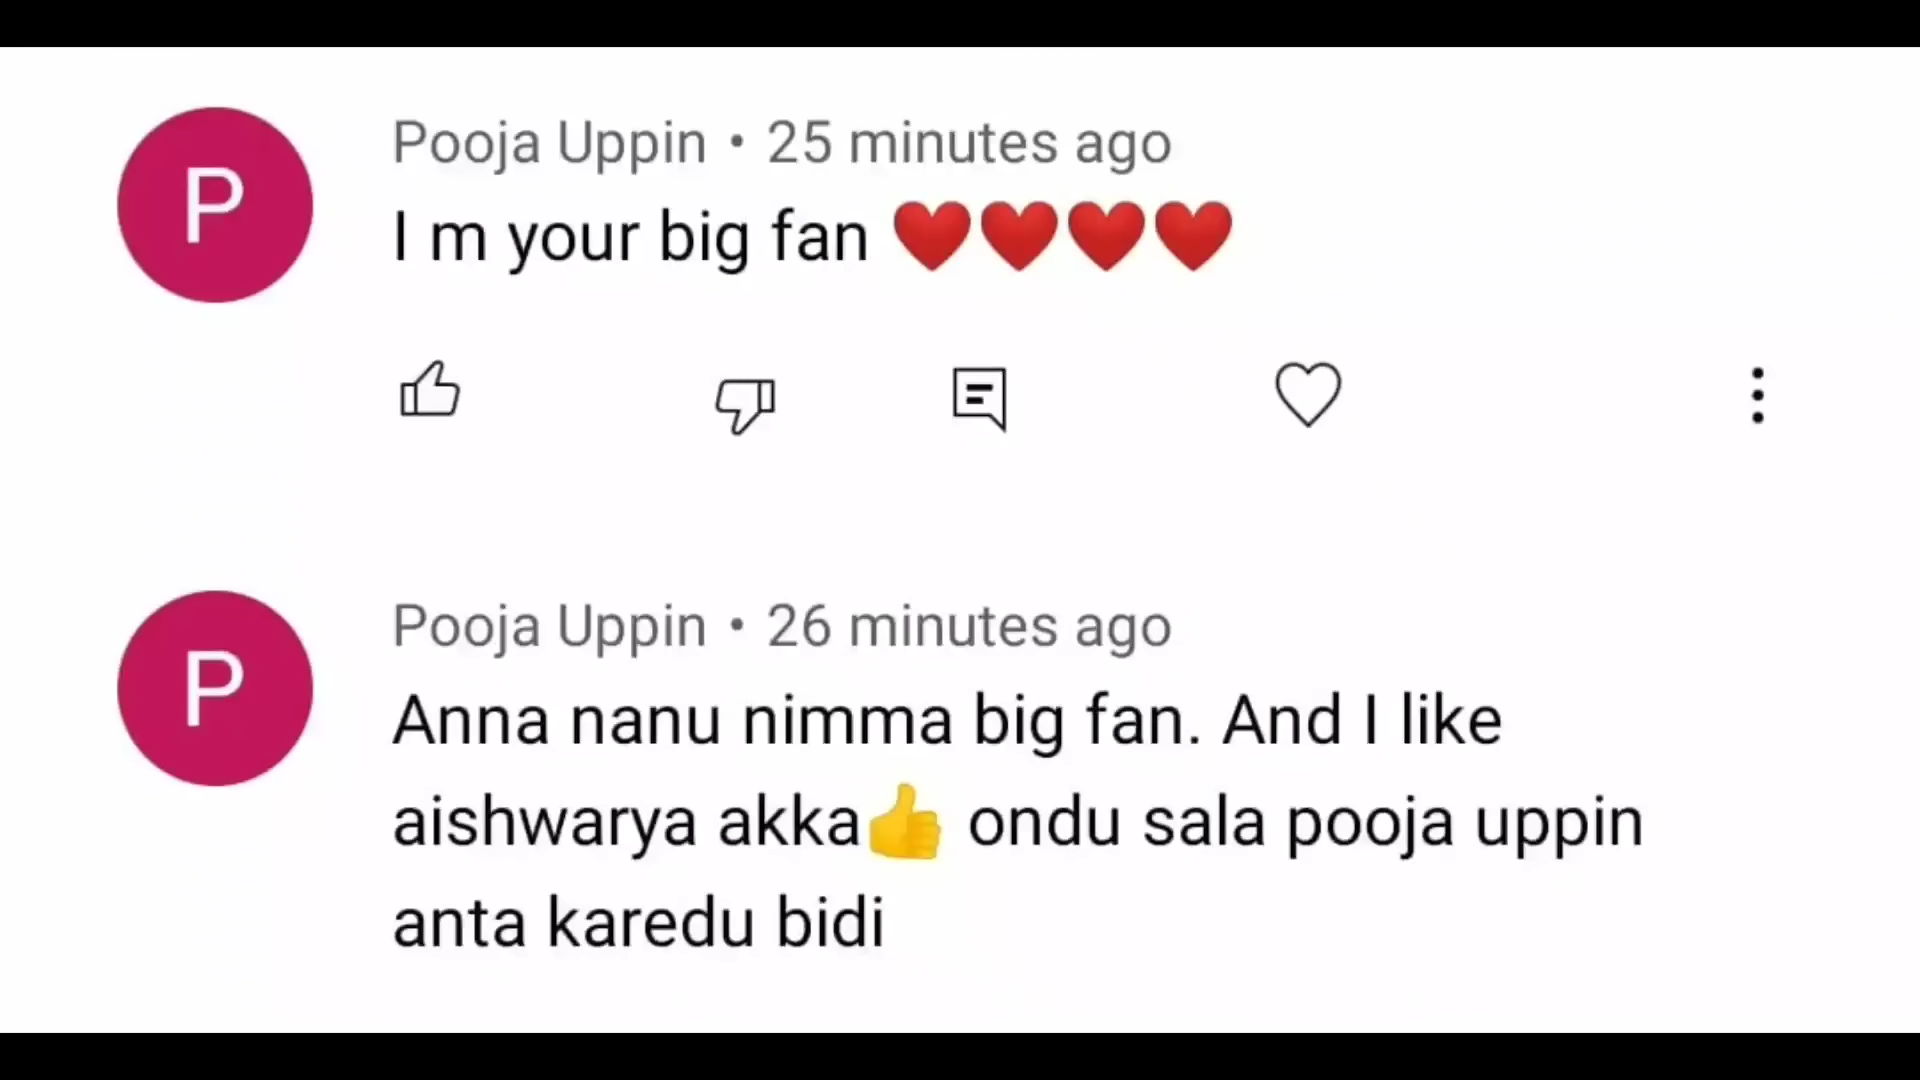 P
Pooja Uppin • 25 minutes ago
I m your big fan ❤️❤️❤️❤️
P
Pooja Uppin • 26 minutes ago
Anna nanu nimma big fan. And I like
aishwarya akka👍 ondu sala pooja uppin
anta karedu bidi